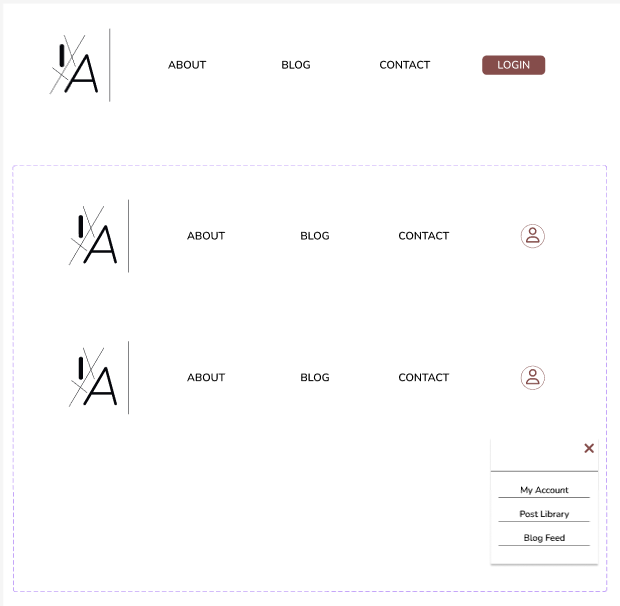 IA
ABOUT BLOG CONTACT LOGIN
IA
ABOUT BLOG CONTACT
IA
ABOUT BLOG CONTACT
My Account
Post Library
Blog Feed